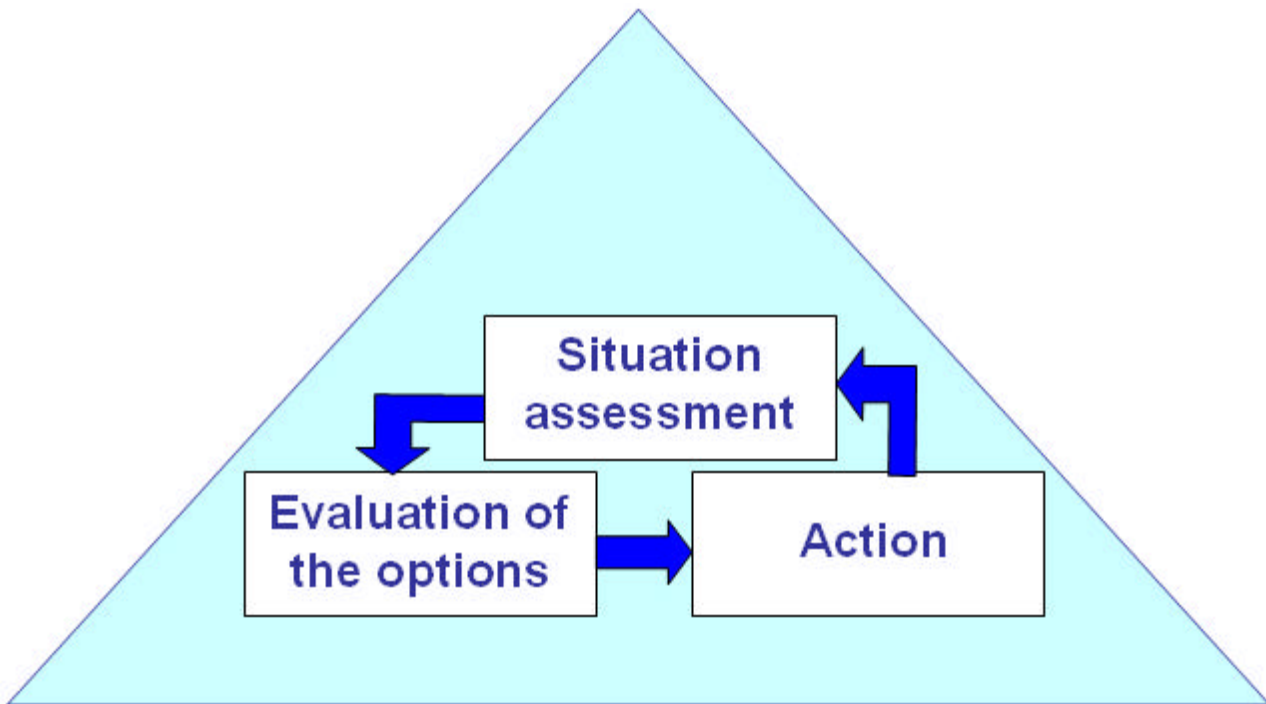 Situation
assessment
Evaluation of
the options
Action